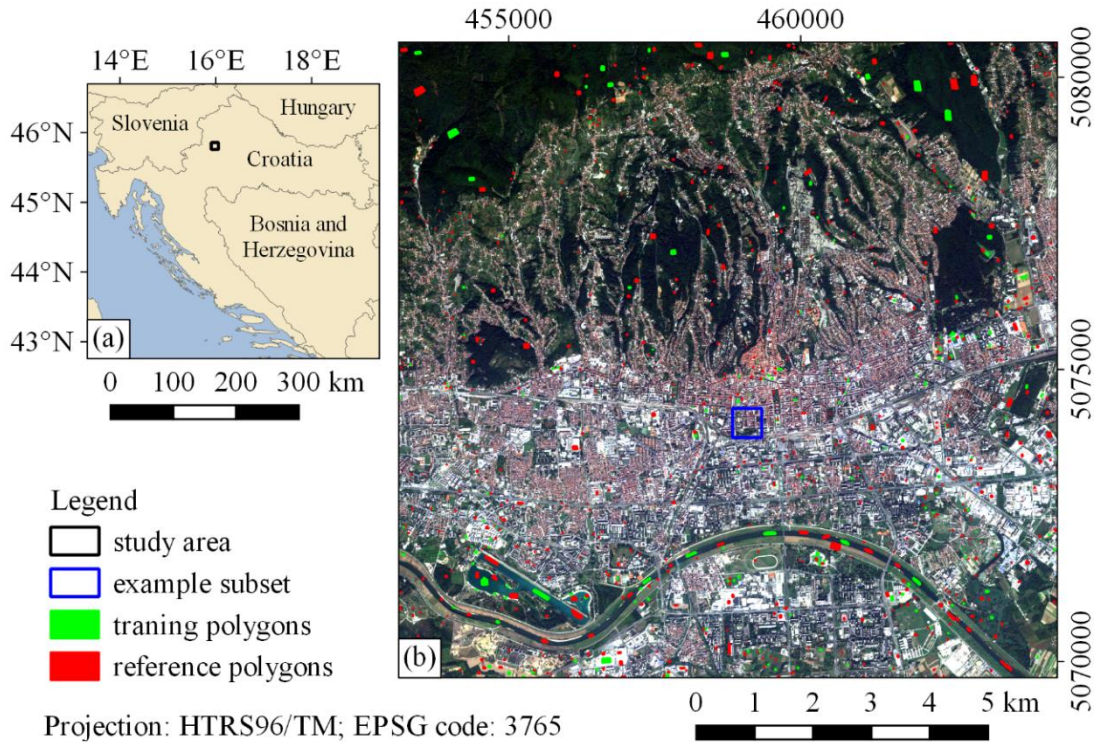 455000 460000
14°E 16°E 18°E
5080000
Hungary
Slovenia
46°N
Croatia
45°N
Bosnia and
Herzegovina
44°N
43°N
(a)
5075000
0 100 200 300 km
Legend
study area
example subset
traning polygons
reference polygons
(b)
5070000
0 1 2 3 4 5 km
Projection: HTRS96/TM; EPSG code: 3765